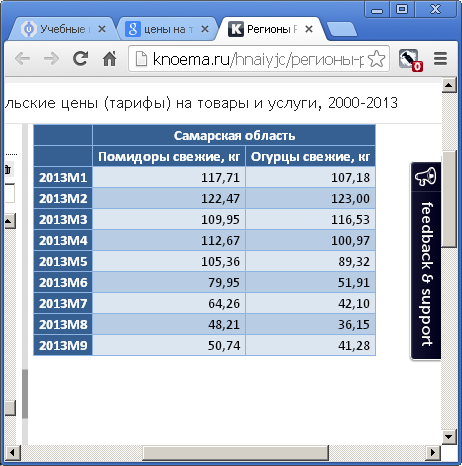 Учебные
цены на т
Регионы Р
knoema.ru/hnaiyjc/регионы-р
льские цены (тарифы) на товары и услуги, 2000-2013
Самарская область
Помидоры свежие, кг Огурцы свежие, кг
2013M1 117,71 107,18
2013M2 122,47 123,00
2013M3 109,95 116,53
2013M4 112,67 100,97
2013M5 105,36 89,32
2013M6 79,95 51,91
2013M7 64,26 42,10
2013M8 48,21 36,15
2013M9 50,74 41,28
feedback & support
0